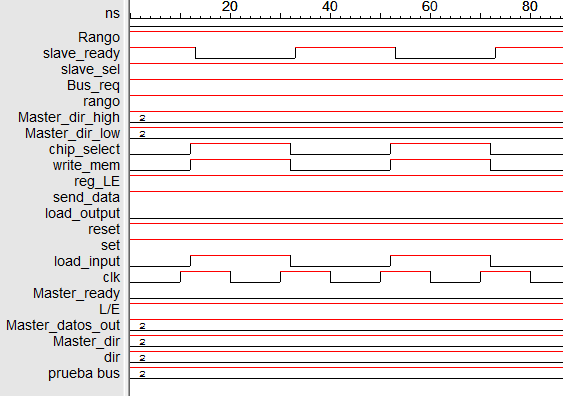 ns 20 40 60 80
Rango
slave_ready
slave_sel
Bus_req
rango
Master_dir_high 2
Master_dir_low 2
chip_select
write_mem
reg_LE
send_data
load_output
reset
set
load_input
clk
Master_ready
L/E
Master_datos_out 2
Master_dir 2
dir 2
prueba bus 2